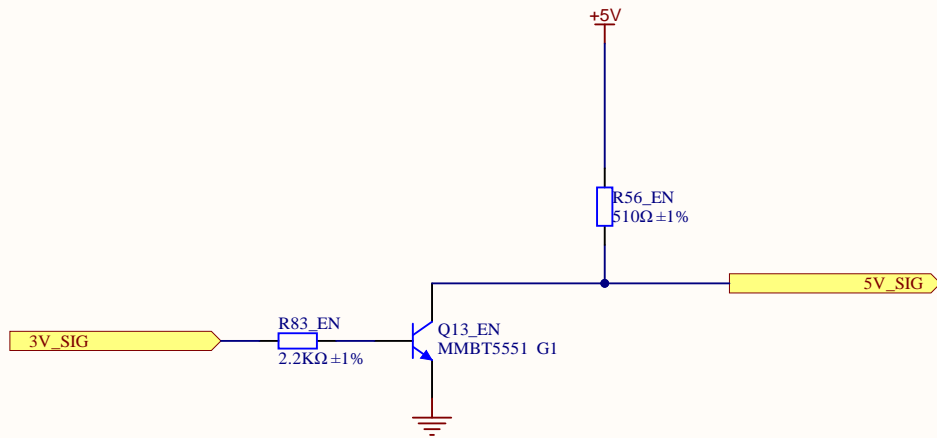 +5V
R56_EN
510Ω ±1%
5V_SIG
R83_EN
3V_SIG
2.2KΩ ±1%
Q13_EN
MMBT5551 G1